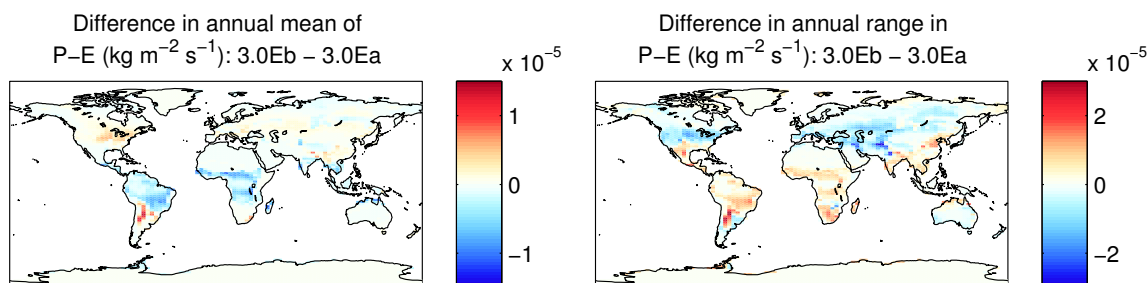 Difference in annual mean of
P−E (kg m⁻² s⁻¹): 3.0Eb − 3.0Ea
x 10⁻⁵
1
0
−1
Difference in annual range in
P−E (kg m⁻² s⁻¹): 3.0Eb − 3.0Ea
x 10⁻⁵
2
0
−2